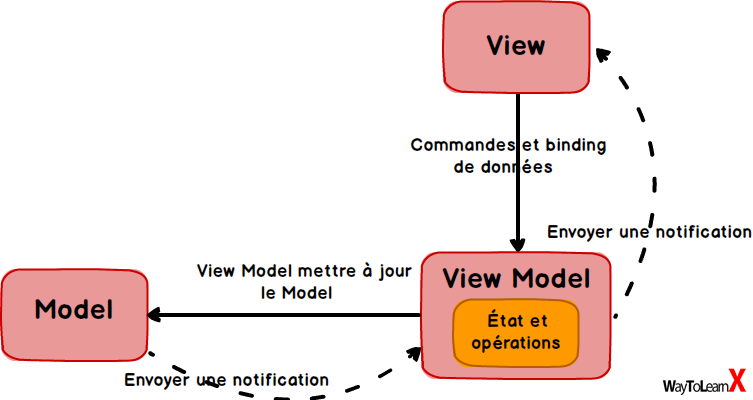 View
Commandes et binding
de données
Envoyer une notification
View Model
État et
opérations
View Model mettre à jour
le Model
Model
Envoyer une notification
WayToLearnX